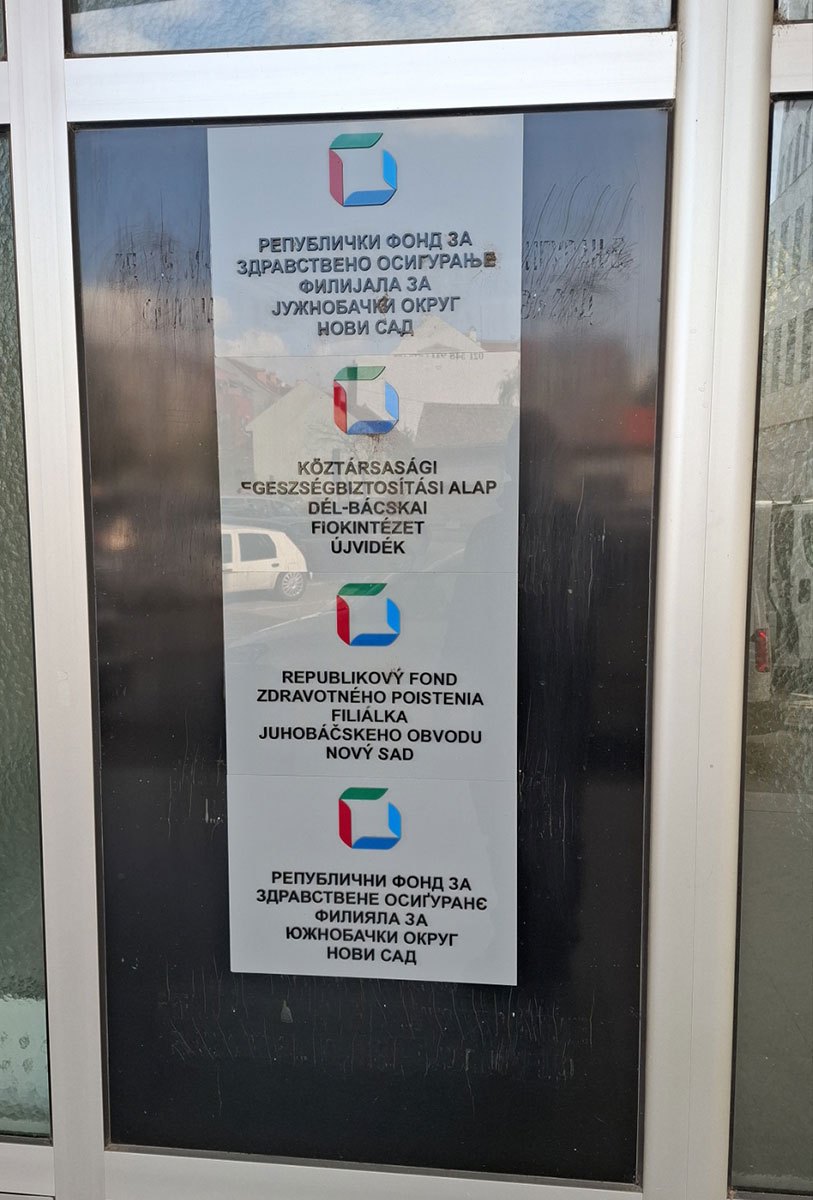 РЕПУБЛИЧКИ ФОНД ЗА
ЗДРАВСТВЕНО ОСИГУРАЊЕ
ФИЛИЈАЛА ЗА
ЈУЖНОБАЧКИ ОКРУГ
НОВИ САД
KÖZTÁRSASÁGI
EGESZSÉGBIZTOSÍTÁSI ALAP
DÉL-BÁCSKAI
FIOKINTÉZET
ÚJVIDÉK
REPUBLIKOVÝ FOND
ZDRAVOTNÉHO POISTENIA
FILIÁLKA
JUHOBÁČSKEHO OBVODU
NOVÝ SAD
РЕПУБЛИЧНИ ФОНД ЗА
ЗДРАВСТВЕНЕ ОСИҐУРАНЄ
ФИЛИЯЛА ЗА
ЮЖНОБАЧКИ ОКРУГ
НОВИ САД